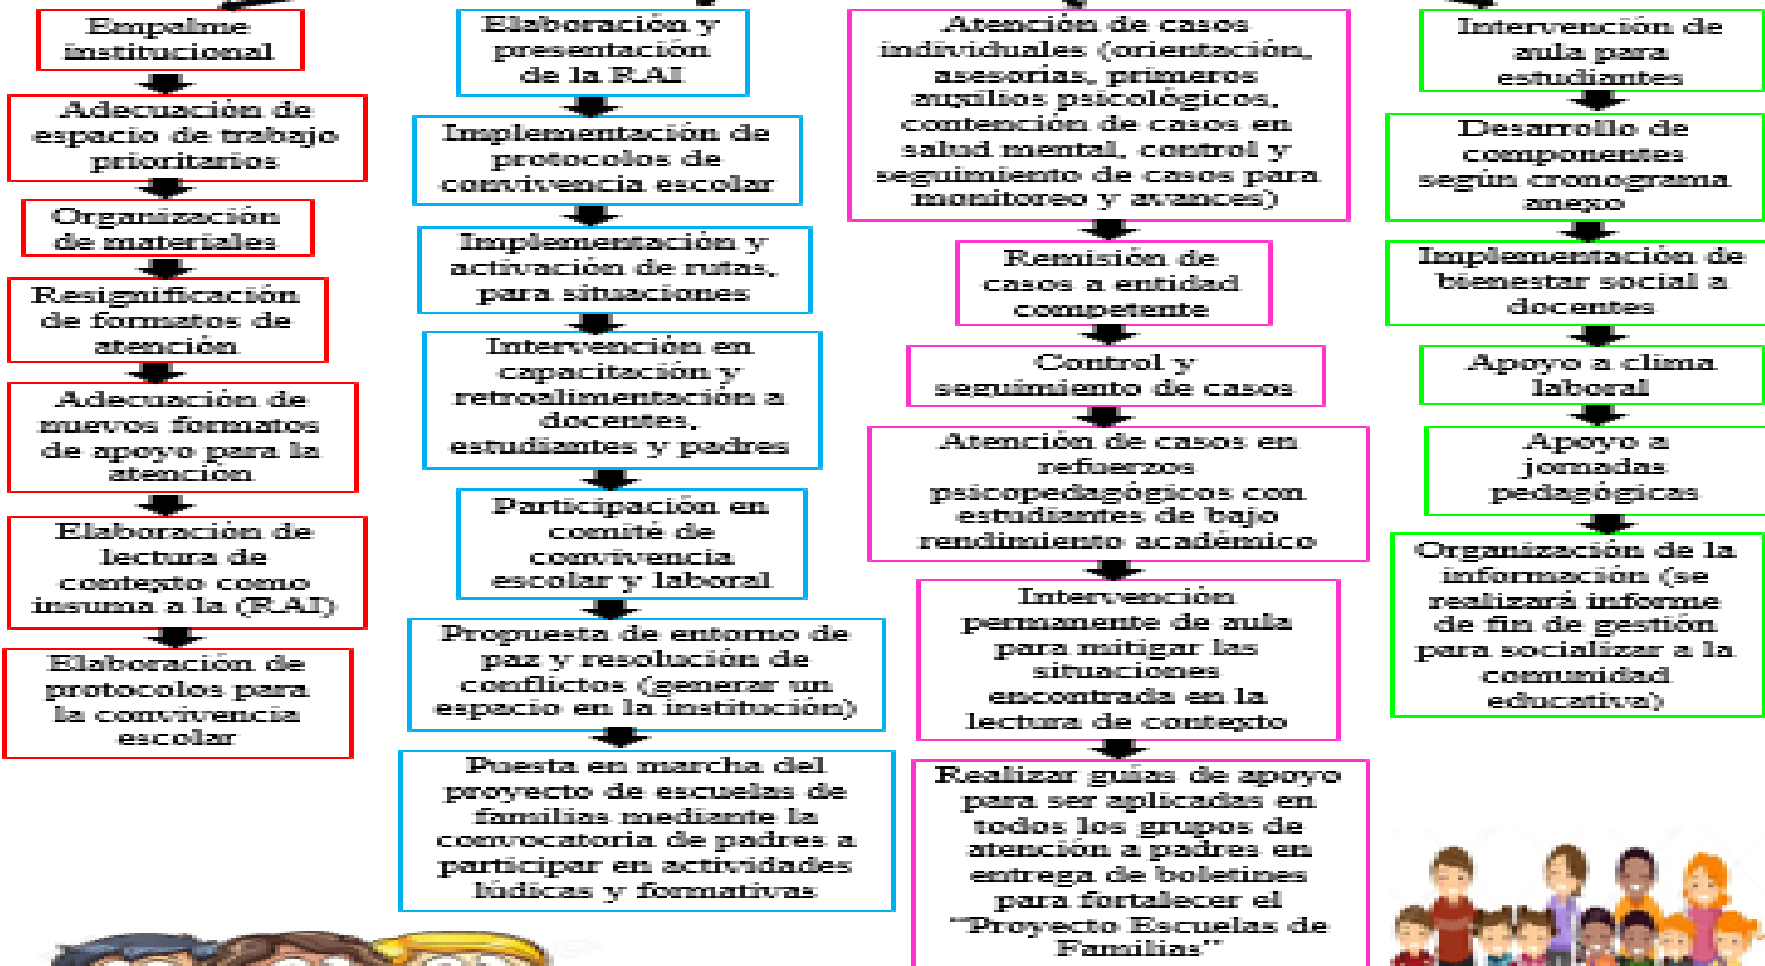 Empalme
institucional
Adecuación de
espacio de trabajo
prioritarios
Organización
de materiales
Resignificación
de formatos de
atención
Adecuación de
nuevos formatos
de apoyo para la
atención
Elaboración de
lectura de
contexto como
insuma a la (RAI)
Elaboración de
protocolos para
la convivencia
escolar
Elaboración y
presentación
de la RAI
Implementación de
protocolos de
convivencia escolar
Implementación y
activación de rutas,
para situaciones
Intervención en
capacitación y
retroalimentación a
docentes,
estudiantes y padres
Participación en
comité de
convivencia
escolar y laboral
Propuesta de entorno de
paz y resolución de
conflictos (generar un
espacio en la institución)
Puesta en marcha del
proyecto de escuelas de
familias mediante la
convocatoria de padres a
participar en actividades
lúdicas y formativas
Atención de casos
individuales (orientación,
asesorías, primeros
auxilios psicológicos,
contención de casos en
salud mental, control y
seguimiento de casos para
monitoreo y avances)
Remisión de
casos a entidad
competente
Control y
seguimiento de casos
Atención de casos en
refuerzos
psicopedagógicos con
estudiantes de bajo
rendimiento académico
Intervención
permanente de aula
para mitigar las
situaciones
encontrada en la
lectura de contexto
Realizar guías de apoyo
para ser aplicadas en
todos los grupos de
atención a padres en
entrega de boletines
para fortalecer el
"Proyecto Escuelas de
Familias"
Intervención de
aula para
estudiantes
Desarrollo de
componentes
según cronograma
anexo
Implementación de
bienestar social a
docentes
Apoyo a clima
laboral
Apoyo a
jornadas
pedagógicas
Organización de la
información (se
realizará informe
de fin de gestión
para socializar a la
comunidad
educativa)